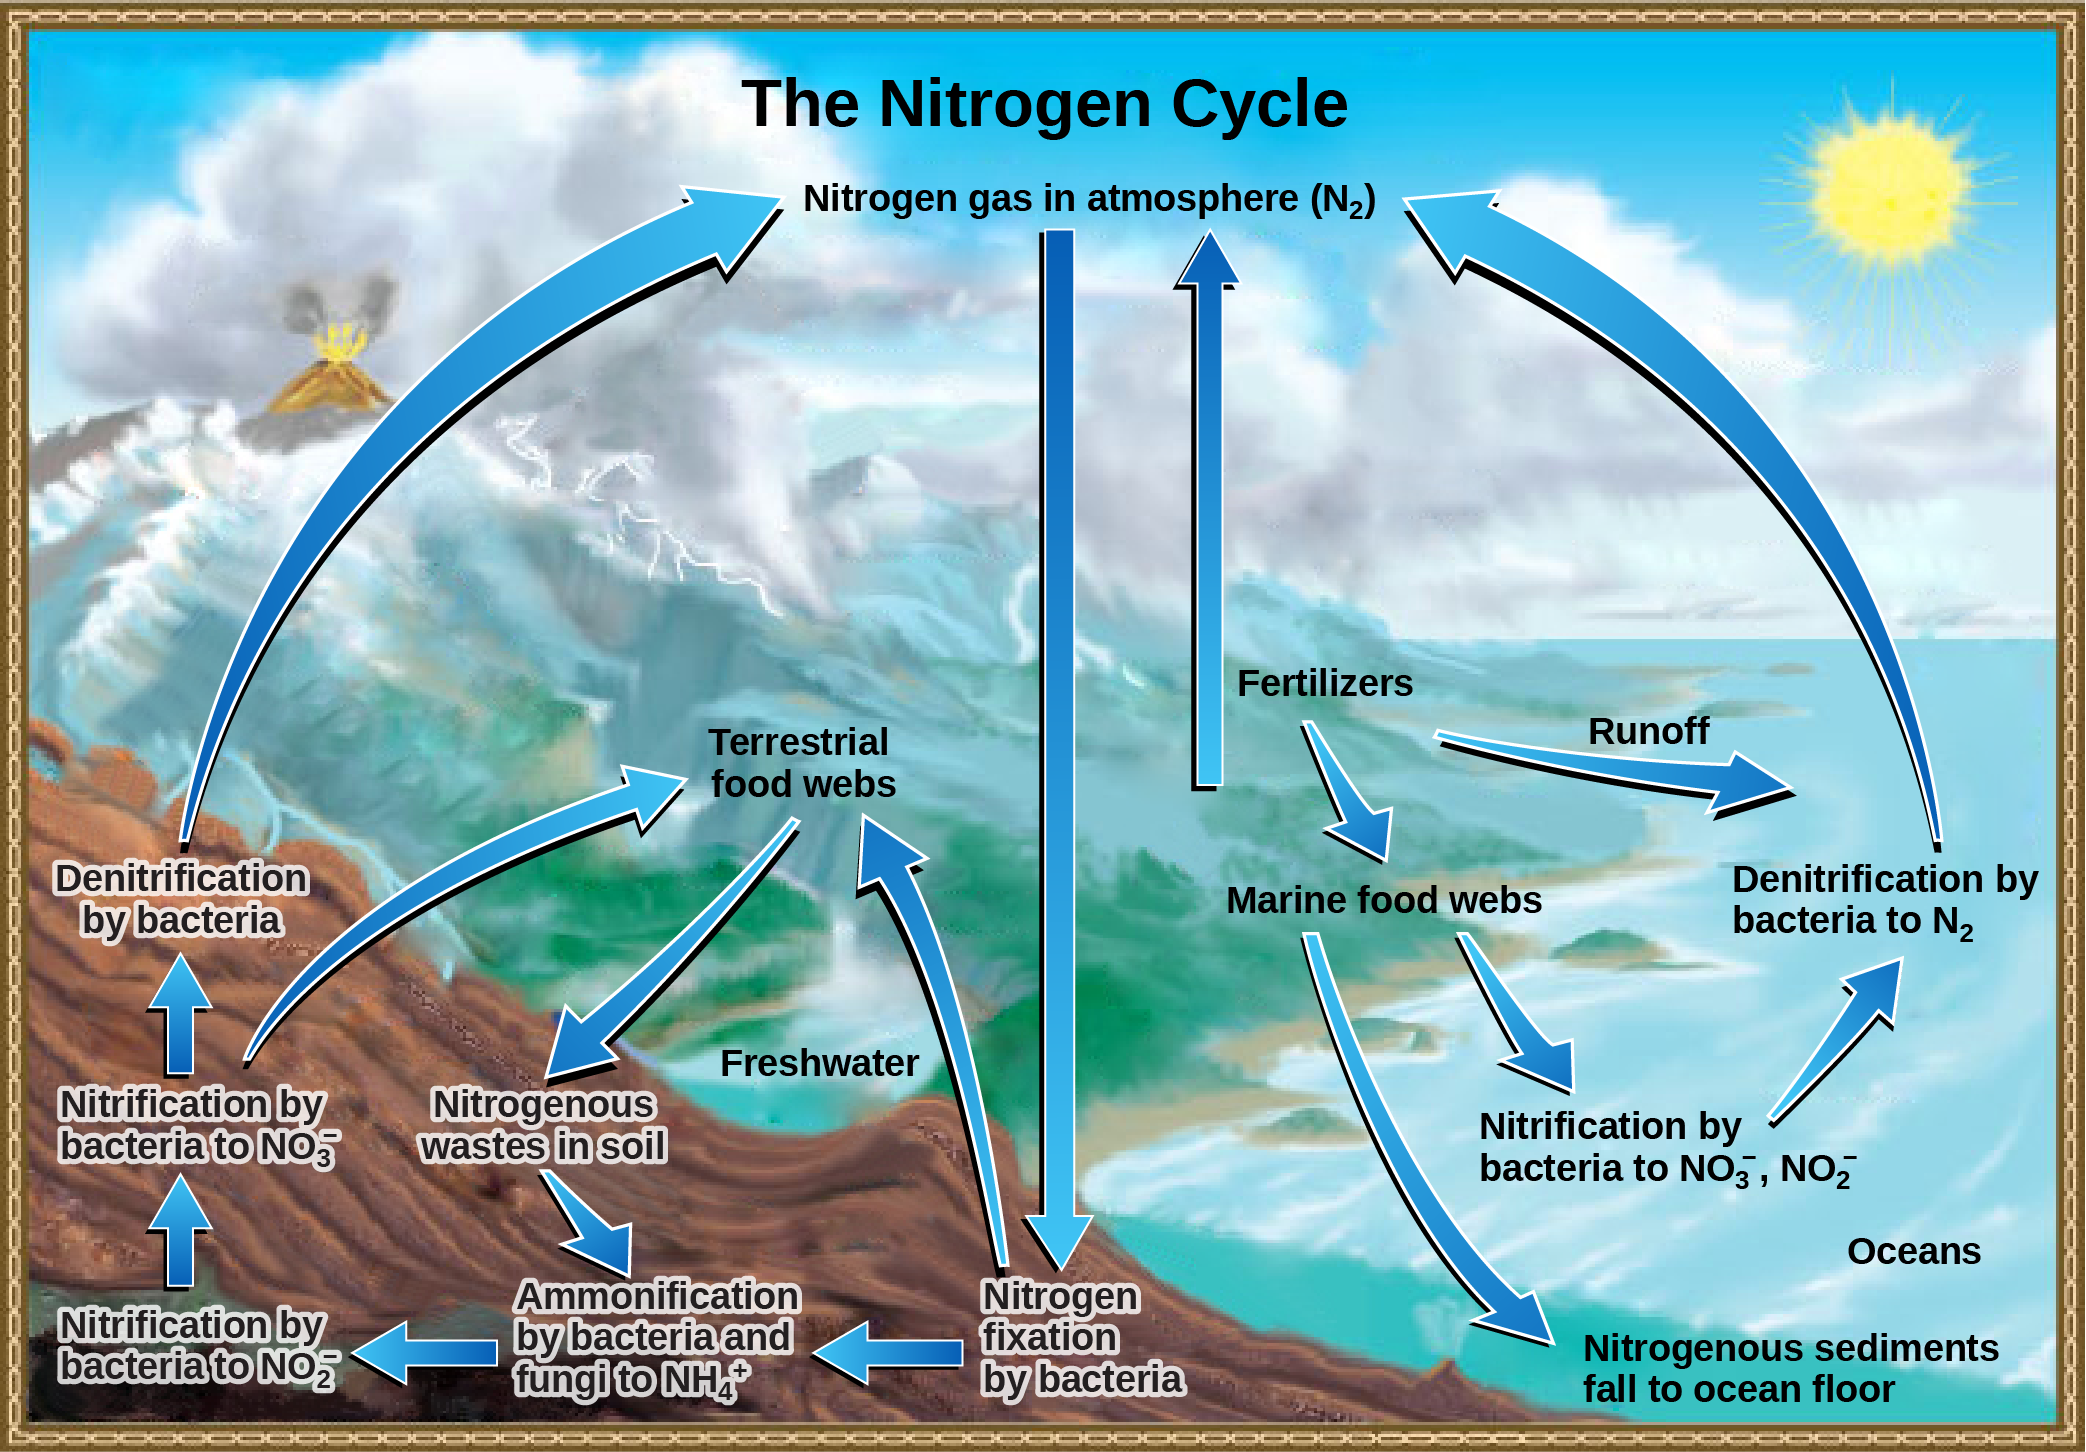 The Nitrogen Cycle
Nitrogen gas in atmosphere (N₂)
Fertilizers
Runoff
Terrestrial
food webs
Denitrification
by bacteria
Marine food webs
Denitrification by
bacteria to N₂
Freshwater
Nitrification by
bacteria to NO₃⁻
Nitrogenous
wastes in soil
Nitrification by
bacteria to NO₃⁻, NO₂⁻
Oceans
Nitrification by
bacteria to NO₂⁻
Ammonification
by bacteria and
fungi to NH₄⁺
Nitrogen
fixation
by bacteria
Nitrogenous sediments
fall to ocean floor